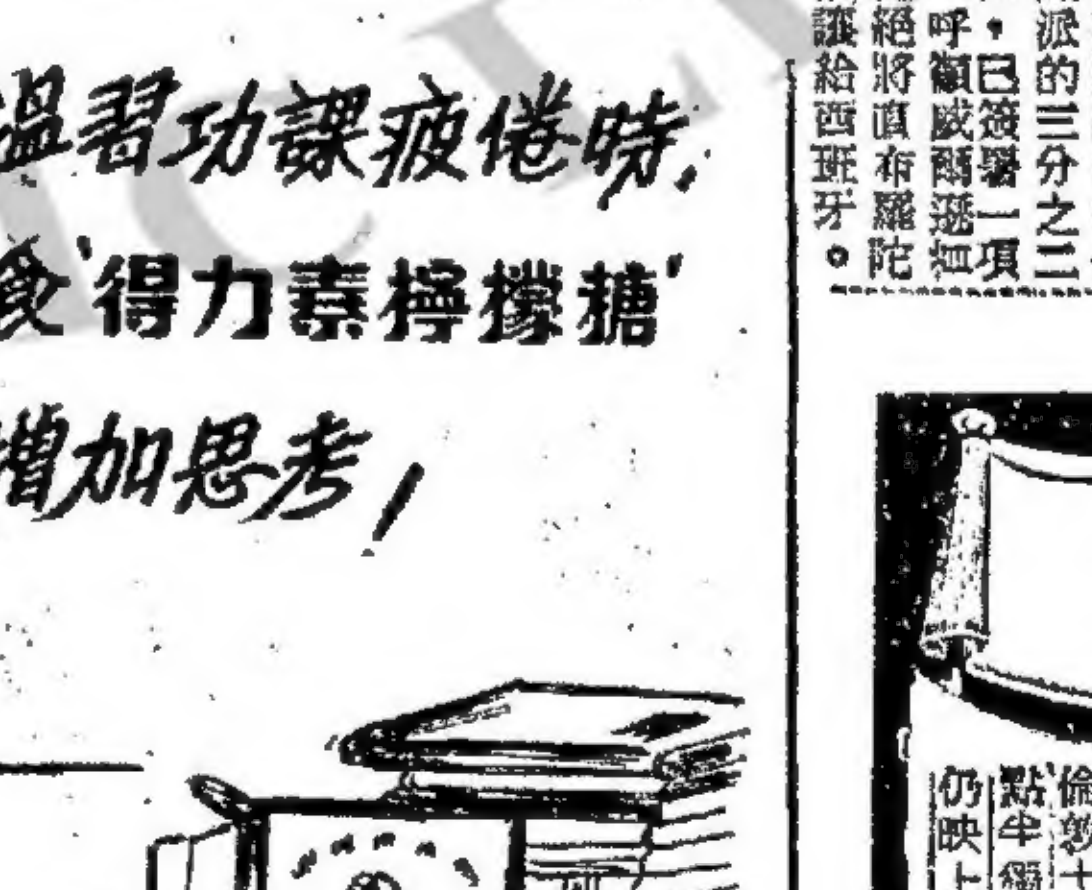 溫習功課疲倦時，
食'得力素檸檬糖'
增加思考！
派的三分之二
，已簽署一項
呼籲威爾遜
絕將直布羅陀
讓給西班牙。
倫敦
點半
仍映上